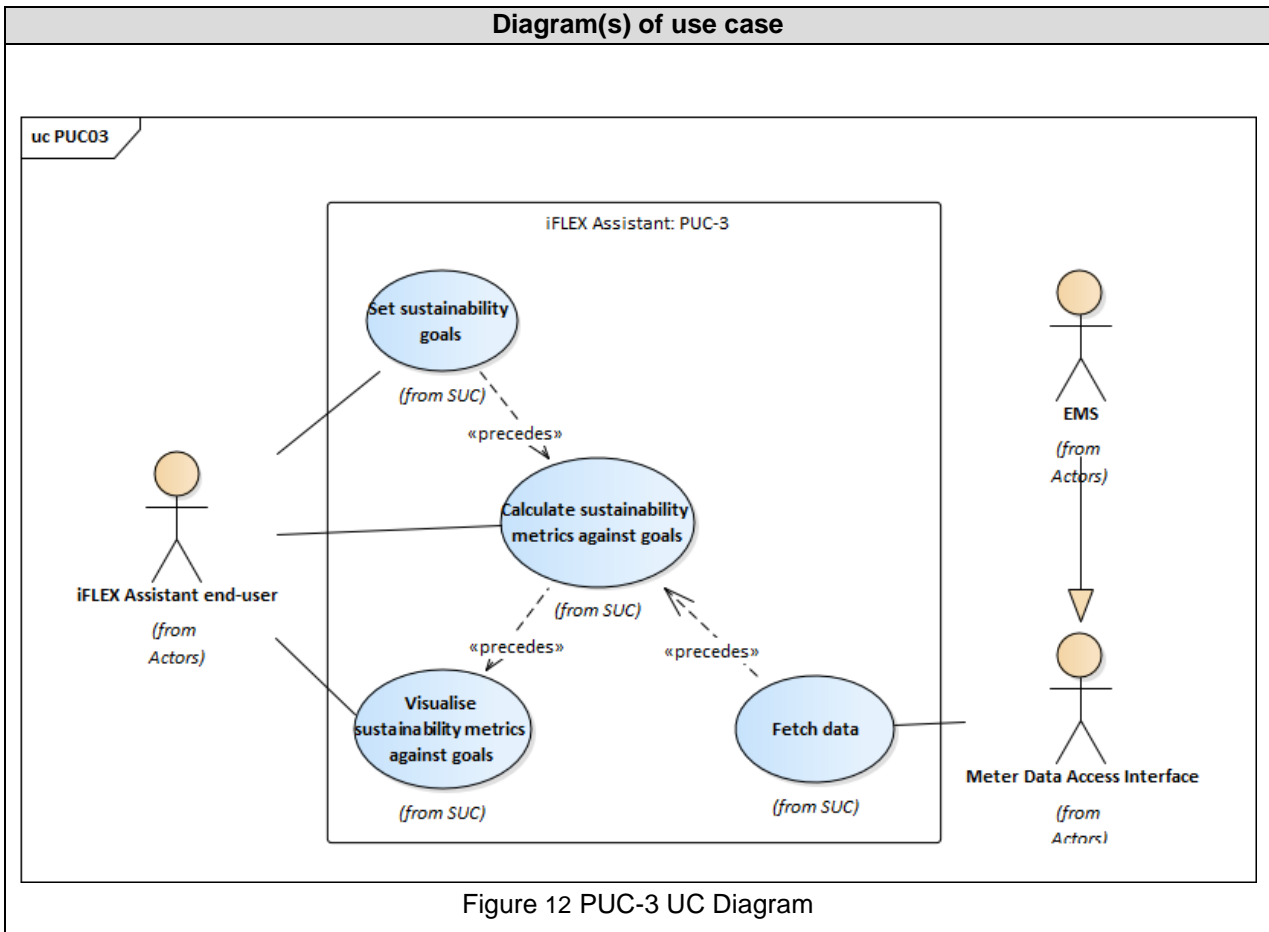 Diagram(s) of use case
uc PUC03
iFLEX Assistant: PUC-3
Set sustainability
goals
(from SUC)
«precedes»
Calculate sustainability
metrics against goals
(from SUC)
«precedes»
«precedes»
Visualise
sustainability metrics
against goals
(from SUC)
Fetch data
(from SUC)
iFLEX Assistant end-user
(from
Actors)
EMS
(from
Actors)
Meter Data Access Interface
(from
Actors)
Figure 12 PUC-3 UC Diagram